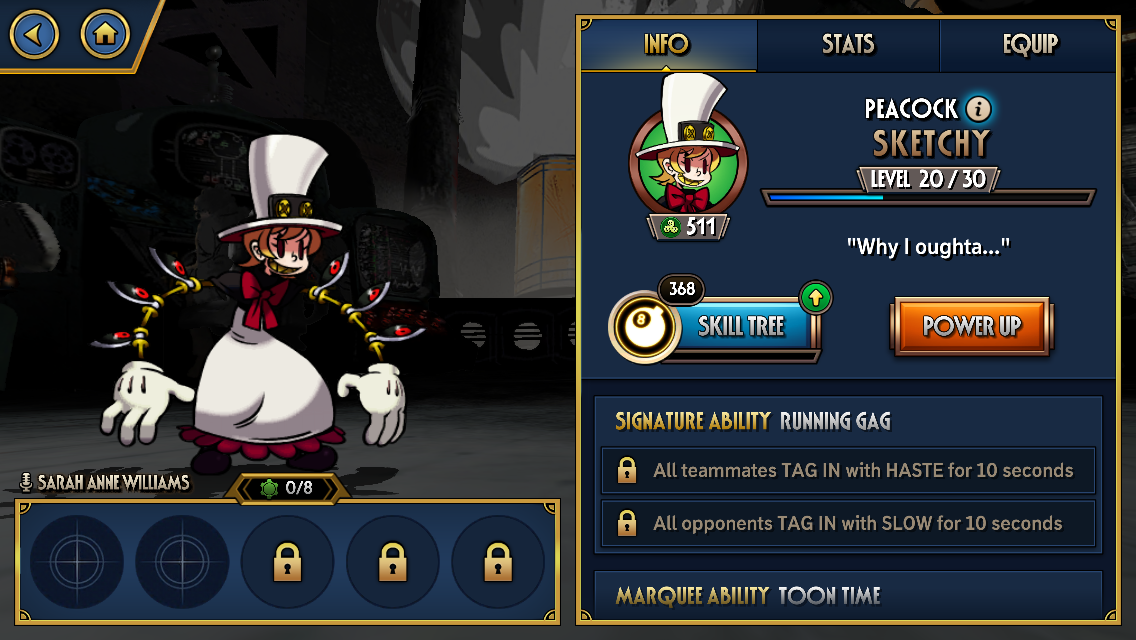 INFO
STATS
EQUIP
PEACOCK i
SKETCHY
LEVEL 20 / 30
511
"Why I oughta..."
368
8
SKILL TREE
POWER UP
SIGNATURE ABILITY RUNNING GAG
All teammates TAG IN with HASTE for 10 seconds
All opponents TAG IN with SLOW for 10 seconds
MARQUEE ABILITY TOON TIME
SARAH ANNE WILLIAMS
0/8